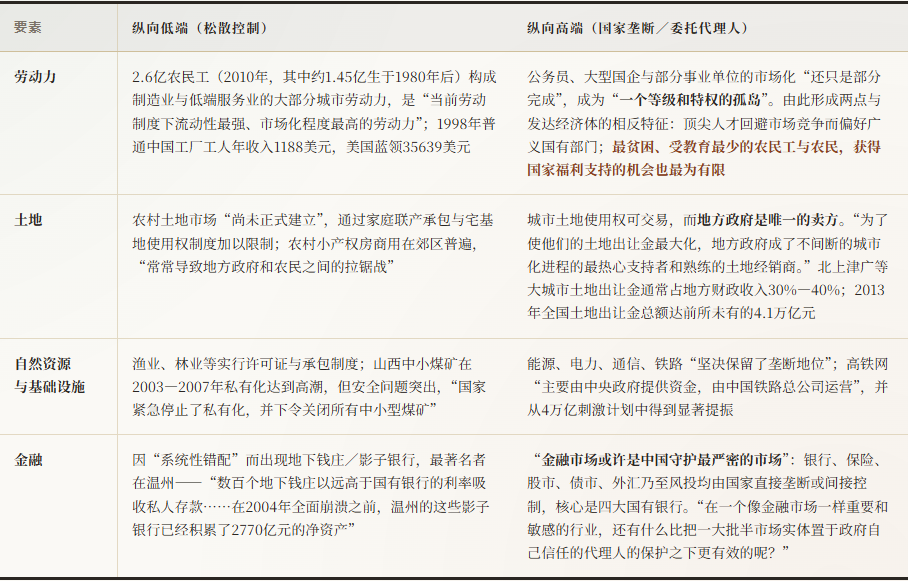 要素
纵向低端（松散控制）
纵向高端（国家垄断／委托代理人）
劳动力
2.6亿农民工（2010年，其中约1.45亿生于1980年后）构成
制造业与低端服务业的大部分城市劳动力，是“当前劳动
制度下流动性最强、市场化程度最高的劳动力”；1998年普
通中国工厂工人年收入1188美元，美国蓝领35639美元
公务员、大型国企与部分事业单位的市场化“还只是部分
完成”，成为“一个等级和特权的孤岛”。由此形成两点与
发达经济体的相反特征：顶尖人才回避市场竞争而偏好广
义国有部门；最贫困、受教育最少的农民工与农民，获得
国家福利支持的机会也最为有限
土地
农村土地市场“尚未正式建立”，通过家庭联产承包与宅基
地使用权制度加以限制；农村小产权房商用在郊区普遍，
“常常导致地方政府和农民之间的拉锯战”
城市土地使用权可交易，而地方政府是唯一的卖方。“为了
使他们的土地出让金最大化，地方政府成了不间断的城市
化进程的最热心支持者和熟练的土地经销商。”北上津广等
大城市土地出让金通常占地方财政收入30%—40%；2013
年全国土地出让金总额达前所未有的4.1万亿元
自然资源
与基础设施
渔业、林业等实行许可证与承包制度；山西中小煤矿在
2003—2007年私有化达到高潮，但安全问题突出，“国家
紧急停止了私有化，并下令关闭所有中小型煤矿”
能源、电力、通信、铁路“坚决保留了垄断地位”；高铁网
“主要由中央政府提供资金，由中国铁路总公司运营”，并
从4万亿刺激计划中得到显著提振
金融
因“系统性错配”而出现地下钱庄／影子银行，最著名者
在温州——“数百个地下钱庄以远高于国有银行的利率吸
收私人存款……在2004年全面崩溃之前，温州的这些影子
银行已经积累了2770亿元的净资产”
“金融市场或许是中国守护最严密的市场”：银行、保险、
股市、债市、外汇乃至风投均由国家直接垄断或间接控
制，核心是四大国有银行。“在一个像金融市场一样重要和
敏感的行业，还有什么比把一大批半市场实体置于政府自
己信任的代理人的保护之下更有效的呢？”